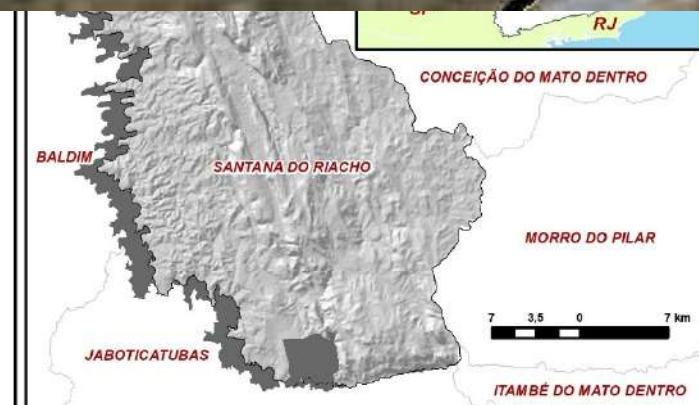 RJ
CONCEIÇÃO DO MATO DENTRO
BALDIM
SANTANA DO RIACHO
MORRO DO PILAR
7 3,5 0 7 km
JABOTICATUBAS
ITAMBÉ DO MATO DENTRO